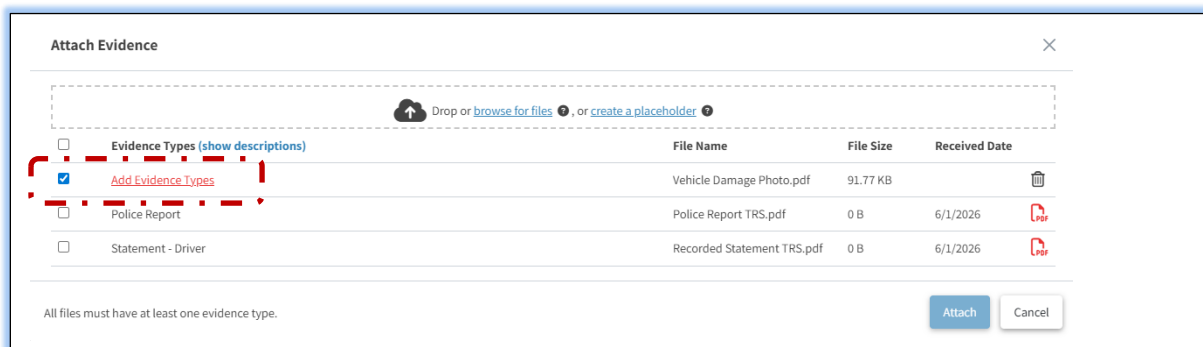 Attach Evidence
Drop or browse for files ? , or create a placeholder ?
Evidence Types (show descriptions) File Name File Size Received Date
Add Evidence Types Vehicle Damage Photo.pdf 91.77 KB
Police Report Police Report TRS.pdf 0 B 6/1/2026 PDF
Statement - Driver Recorded Statement TRS.pdf 0 B 6/1/2026 PDF
All files must have at least one evidence type. Attach Cancel